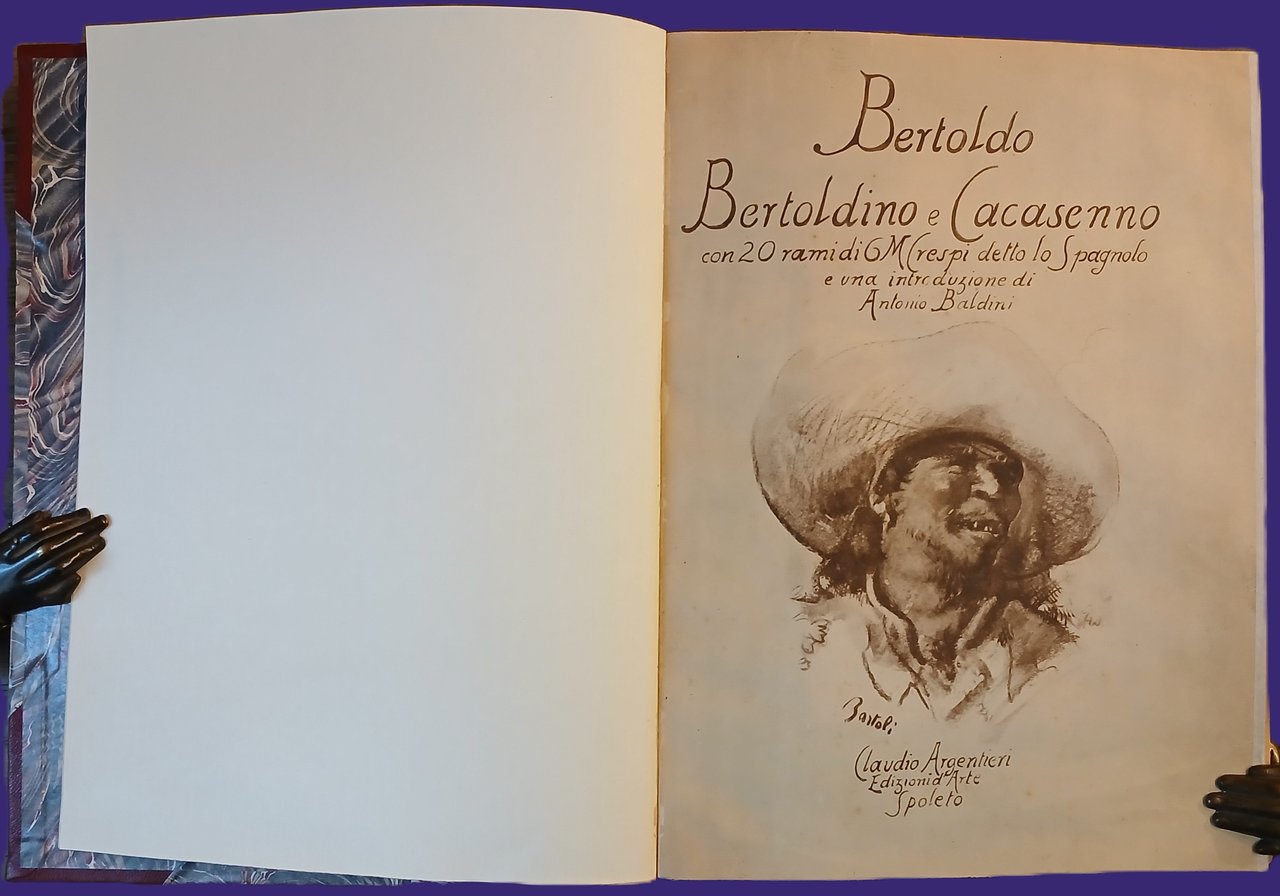 Bertoldo
Bertoldino e Cacasenno
con 20 rami di G M Crespi detto lo Spagnolo
e una introduzione di
Antonio Baldini
Bartoli
Claudio Argentieri
Edizioni d'Arte
Spoleto